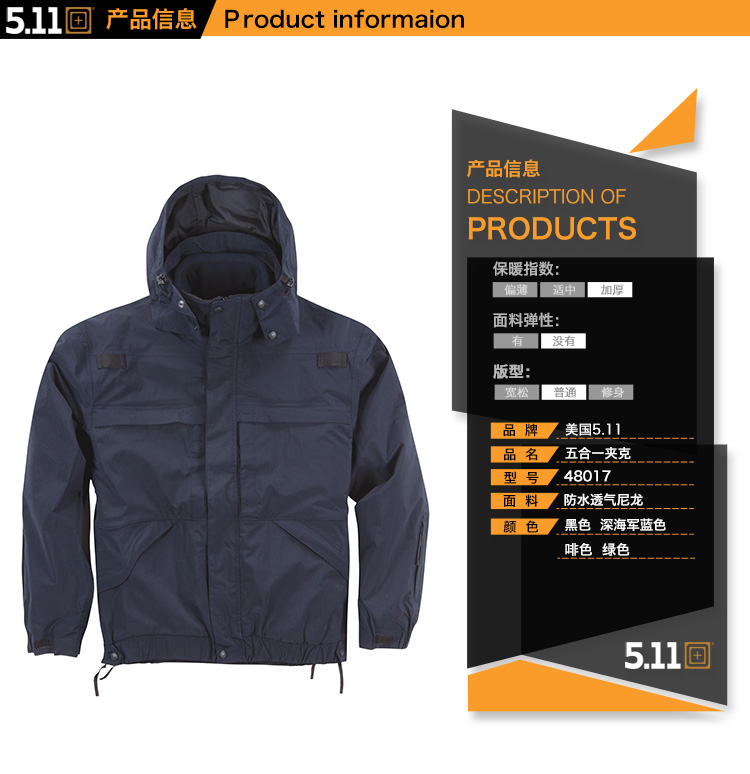 5.11 产品信息 Product informaion
产品信息
DESCRIPTION OF
PRODUCTS
保暖指数：
偏薄 适中 加厚
面料弹性：
有 没有
版型：
宽松 普通 修身
品 牌 美国5.11
品 名 五合一夹克
型 号 48017
面 料 防水透气尼龙
颜 色 黑色 深海军蓝色
啡色 绿色
5.11